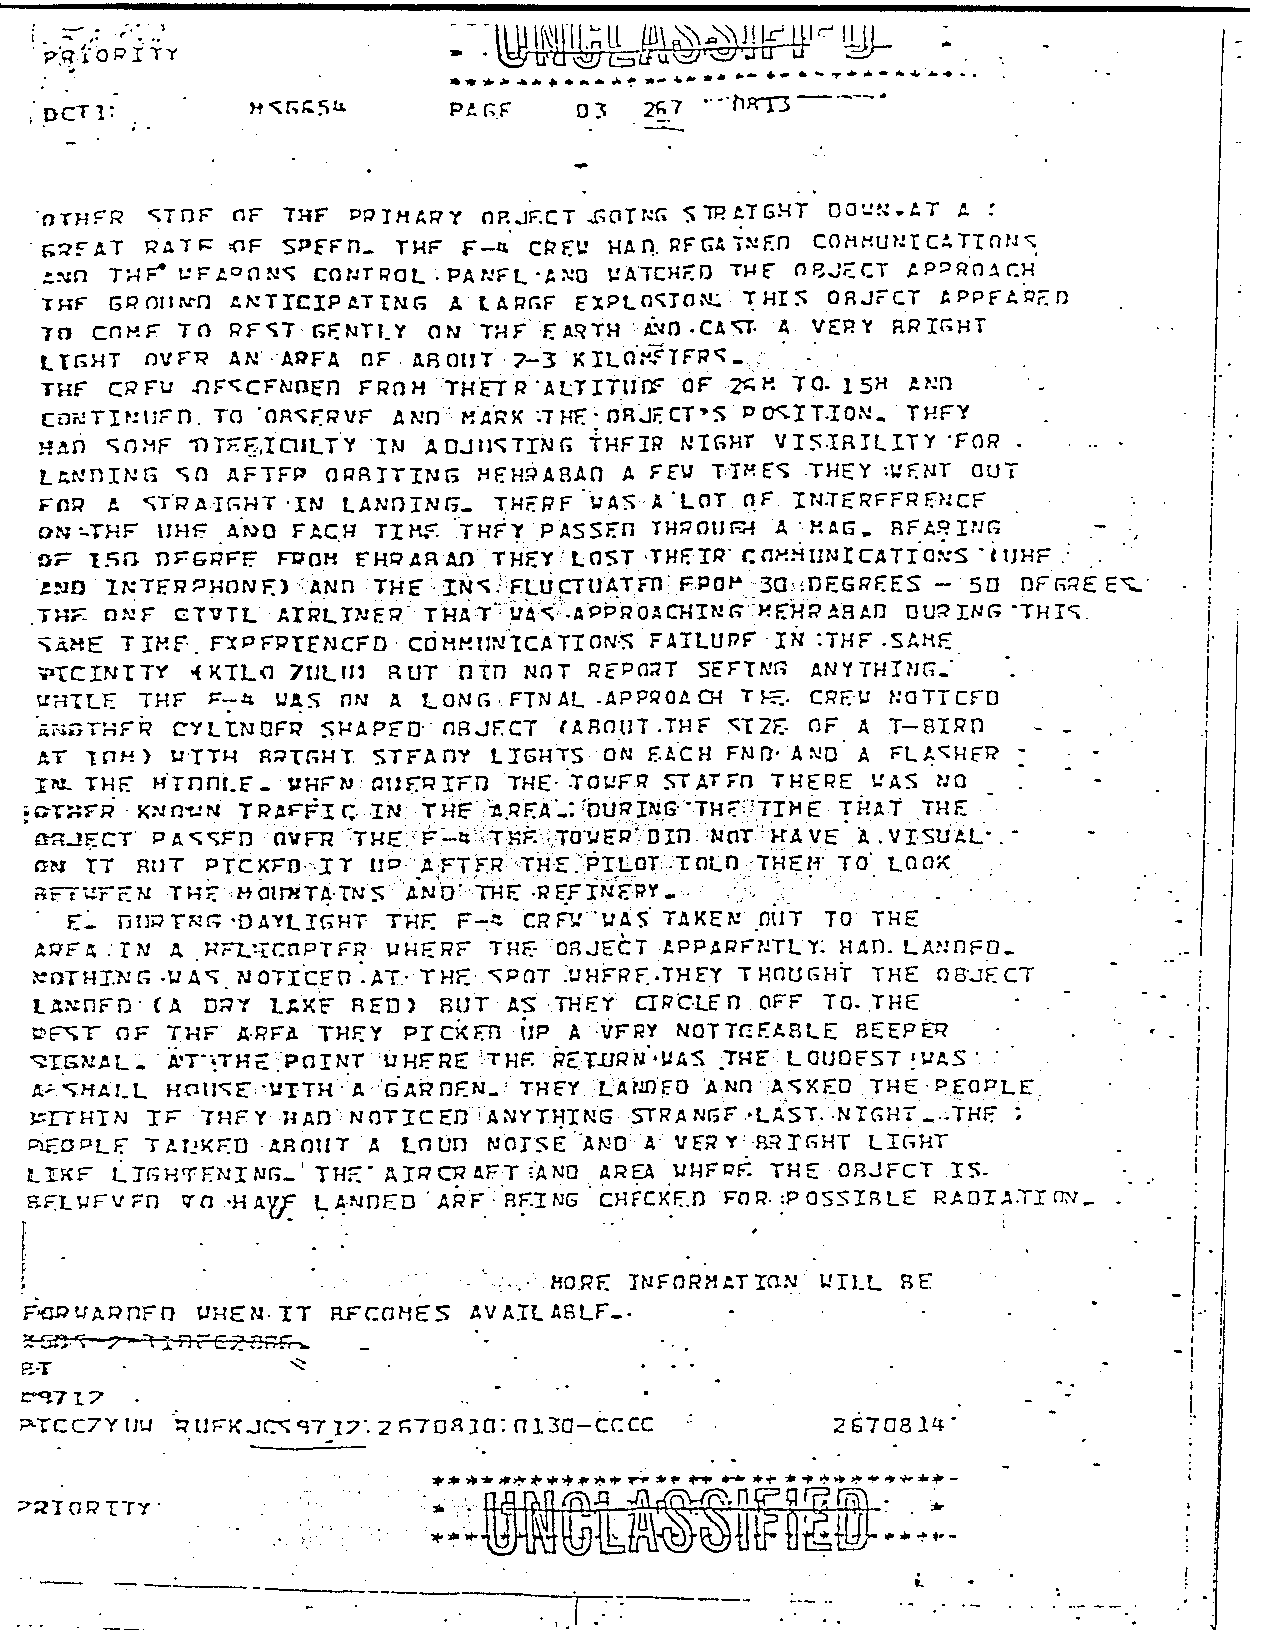 PRIORITY UNCLASSIFIED
DCT1: MSG654 PAGE 03 267 0813
OTHER SIDE OF THE PRIMARY OBJECT GOING STRAIGHT DOWN AT A
GREAT RATE OF SPEED. THE F-4 CREW HAD REGAINED COMMUNICATIONS
AND THE WEAPONS CONTROL PANEL AND WATCHED THE OBJECT APPROACH
THE GROUND ANTICIPATING A LARGE EXPLOSION. THIS OBJECT APPEARED
TO COME TO REST GENTLY ON THE EARTH AND CAST A VERY BRIGHT
LIGHT OVER AN AREA OF ABOUT 2-3 KILOMETERS.
THE CREW DESCENDED FROM THEIR ALTITUDE OF 26M TO 15M AND
CONTINUED TO OBSERVE AND MARK THE OBJECT'S POSITION. THEY
HAD SOME DIFFICULTY IN ADJUSTING THEIR NIGHT VISIBILITY FOR
LANDING SO AFTER ORBITING MEHRABAD A FEW TIMES THEY WENT OUT
FOR A STRAIGHT IN LANDING. THERE WAS A LOT OF INTERFERENCE
ON THE UHF AND EACH TIME THEY PASSED THROUGH A MAG. BEARING
OF 150 DEGREE FROM EHRABAD THEY LOST THEIR COMMUNICATIONS (UHF
AND INTERPHONE) AND THE INS FLUCTUATED FROM 30 DEGREES - 50 DEGREES.
THE ONE CIVIL AIRLINER THAT WAS APPROACHING MEHRABAD DURING THIS
SAME TIME EXPERIENCED COMMUNICATIONS FAILURE IN THE SAME
VICINITY (KILO ZULU) BUT DID NOT REPORT SEEING ANYTHING.
WHILE THE F-4 WAS ON A LONG FINAL APPROACH THE CREW NOTICED
ANOTHER CYLINDER SHAPED OBJECT (ABOUT THE SIZE OF A T-BIRD
AT 10M) WITH BRIGHT STEADY LIGHTS ON EACH END AND A FLASHER
IN THE MIDDLE. WHEN QUERIED THE TOWER STATED THERE WAS NO
OTHER KNOWN TRAFFIC IN THE AREA. DURING THE TIME THAT THE
OBJECT PASSED OVER THE F-4 THE TOWER DID NOT HAVE A VISUAL
ON IT BUT PICKED IT UP AFTER THE PILOT TOLD THEM TO LOOK
BETWEEN THE MOUNTAINS AND THE REFINERY.
E. DURING DAYLIGHT THE F-4 CREW WAS TAKEN OUT TO THE
AREA IN A HELICOPTER WHERE THE OBJECT APPARENTLY HAD LANDED.
NOTHING WAS NOTICED AT THE SPOT WHERE THEY THOUGHT THE OBJECT
LANDED (A DRY LAKE BED) BUT AS THEY CIRCLED OFF TO THE
WEST OF THE AREA THEY PICKED UP A VERY NOTICEABLE BEEPER
SIGNAL. AT THE POINT WHERE THE RETURN WAS THE LOUDEST WAS
A SMALL HOUSE WITH A GARDEN. THEY LANDED AND ASKED THE PEOPLE
WITHIN IF THEY HAD NOTICED ANYTHING STRANGE LAST NIGHT. THE
PEOPLE TALKED ABOUT A LOUD NOISE AND A VERY BRIGHT LIGHT
LIKE LIGHTENING. THE AIRCRAFT AND AREA WHERE THE OBJECT IS
BELIEVED TO HAVE LANDED ARE BEING CHECKED FOR POSSIBLE RADIATION.
MORE INFORMATION WILL BE
FORWARDED WHEN IT BECOMES AVAILABLE.
BT
#9712
PTCCZYUW RUFKJCS9712 2670810 0130-CCCC 2670814
PRIORITY UNCLASSIFIED